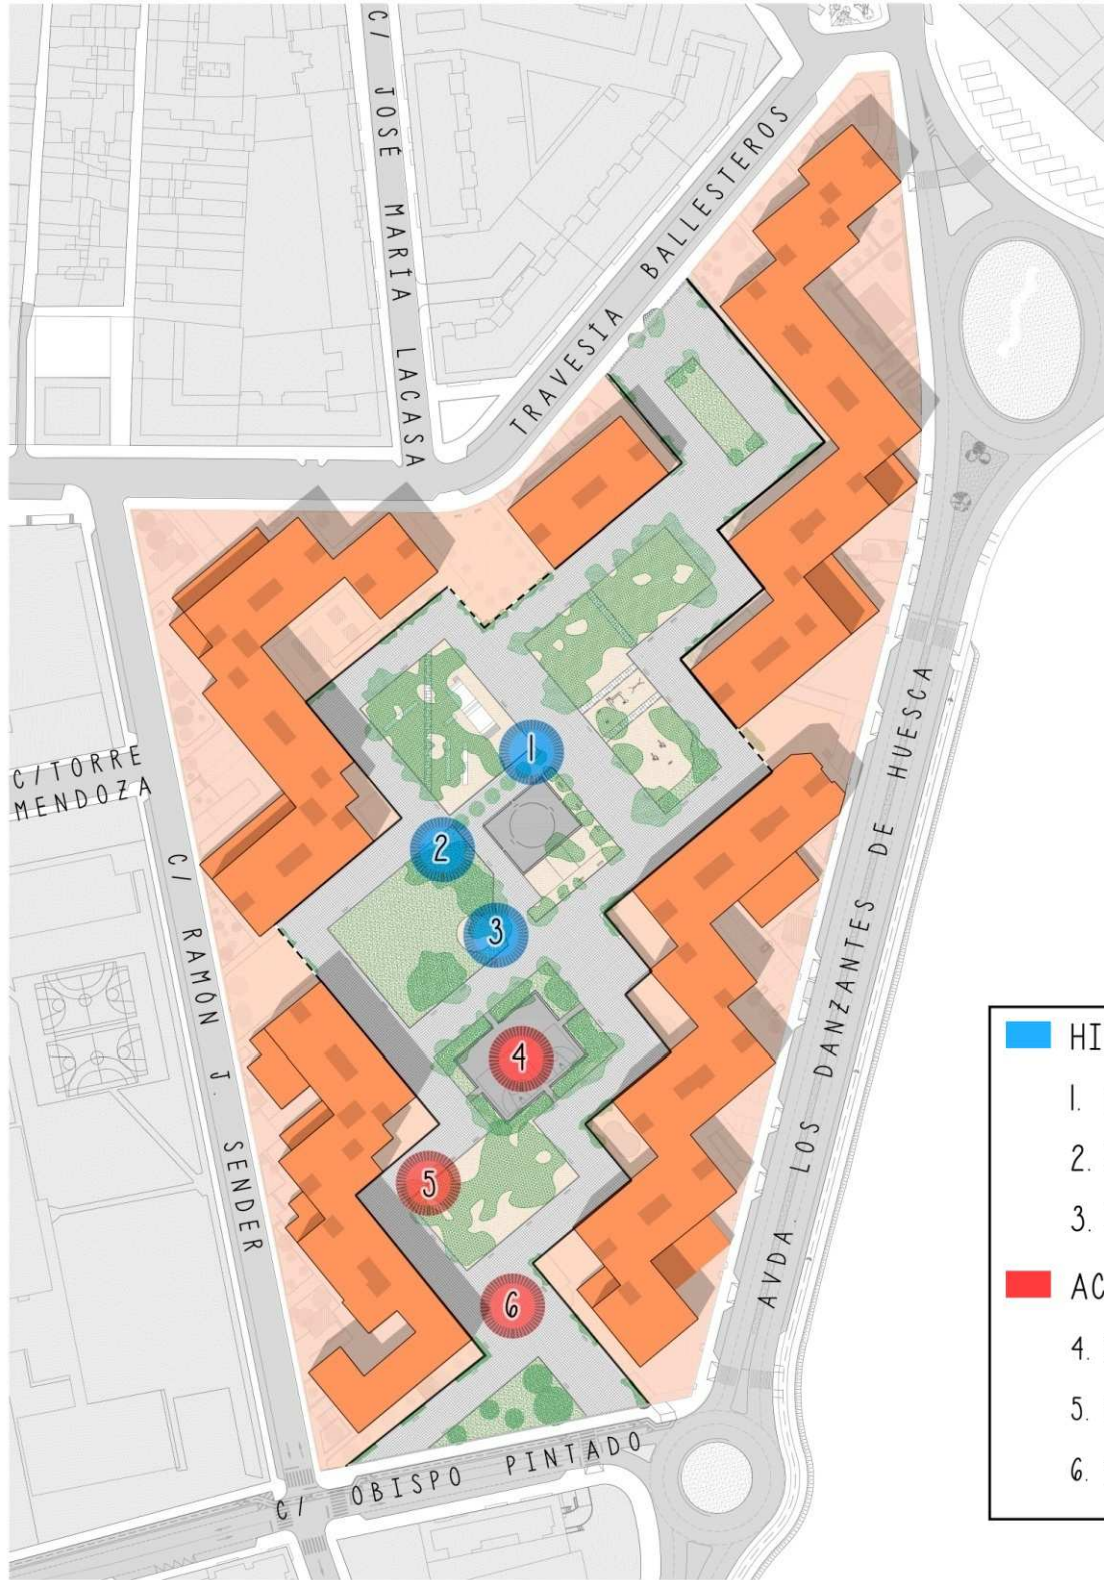 C/ JOSÉ MARÍA LACASA
TRAVESÍA BALLESTEROS
C/TORRE
MENDOZA
C/ RAMÓN J. SENDER
AVDA. LOS DANZANTES DE HUESCA
C/ OBISPO PINTADO
1
2
3
4
5
6
HI
1.
2.
3.
AC
4.
5.
6.